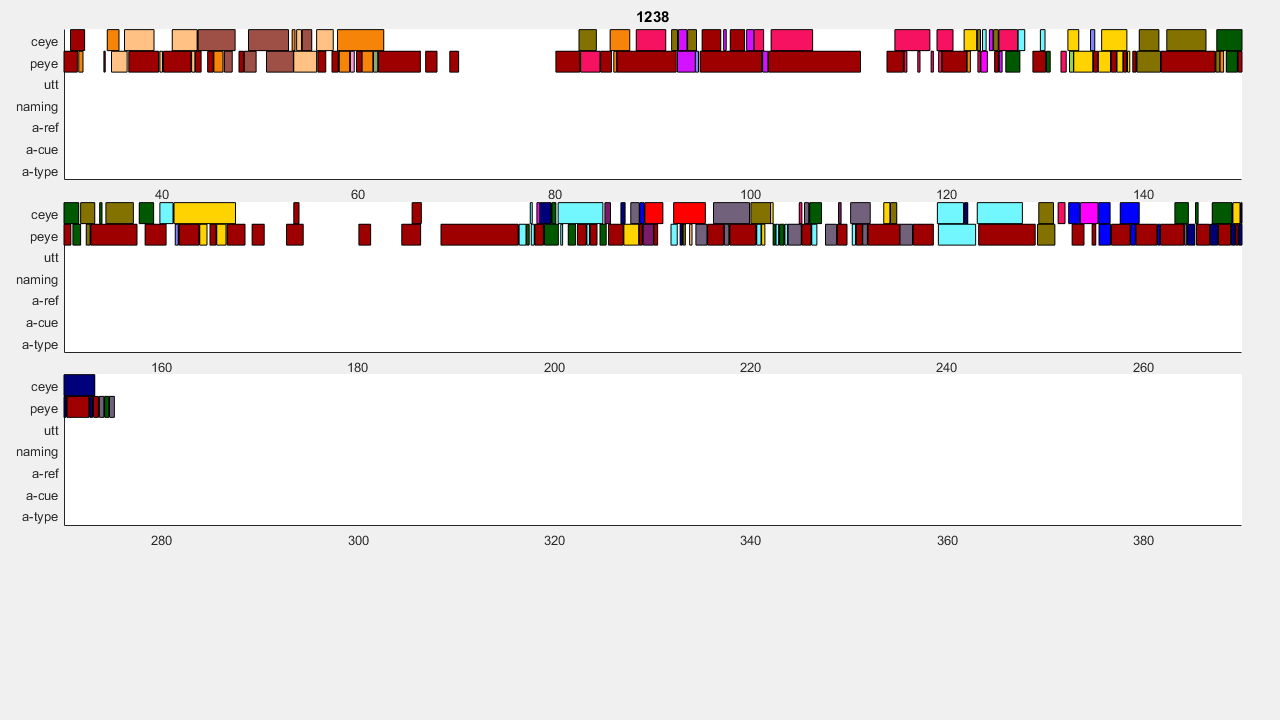 1238
ceye
peye
utt
naming
a-ref
a-cue
a-type
40 60 80 100 120 140
ceye
peye
utt
naming
a-ref
a-cue
a-type
160 180 200 220 240 260
ceye
peye
utt
naming
a-ref
a-cue
a-type
280 300 320 340 360 380